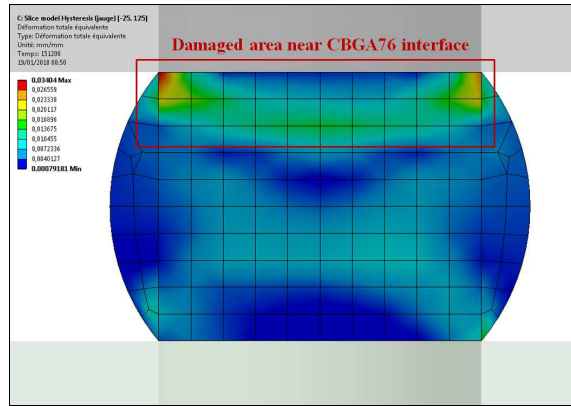 C: Slice model Hysteresis (jauge) [-25, 125]
Déformation totale équivalente
Type: Déformation totale équivalente
Unité: mm/mm
Temps: 151200
19/01/2018 08:50
Damaged area near CBGA76 interface
0,03404 Max
0,026559
0,023338
0,020117
0,016896
0,013675
0,010455
0,0072336
0,0040127
0,00079181 Min